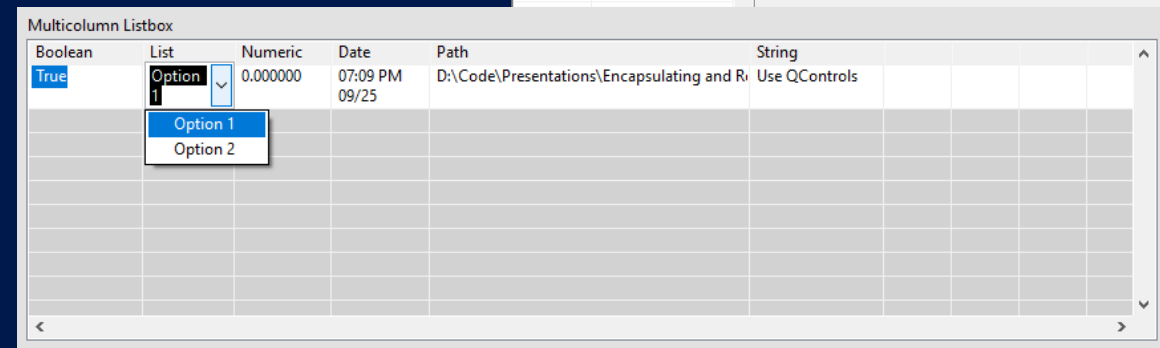 Multicolumn Listbox
Boolean List Numeric Date Path String
True Option 1 0.000000 07:09 PM 09/25 D:\Code\Presentations\Encapsulating and Use QControls
Option 1
Option 2